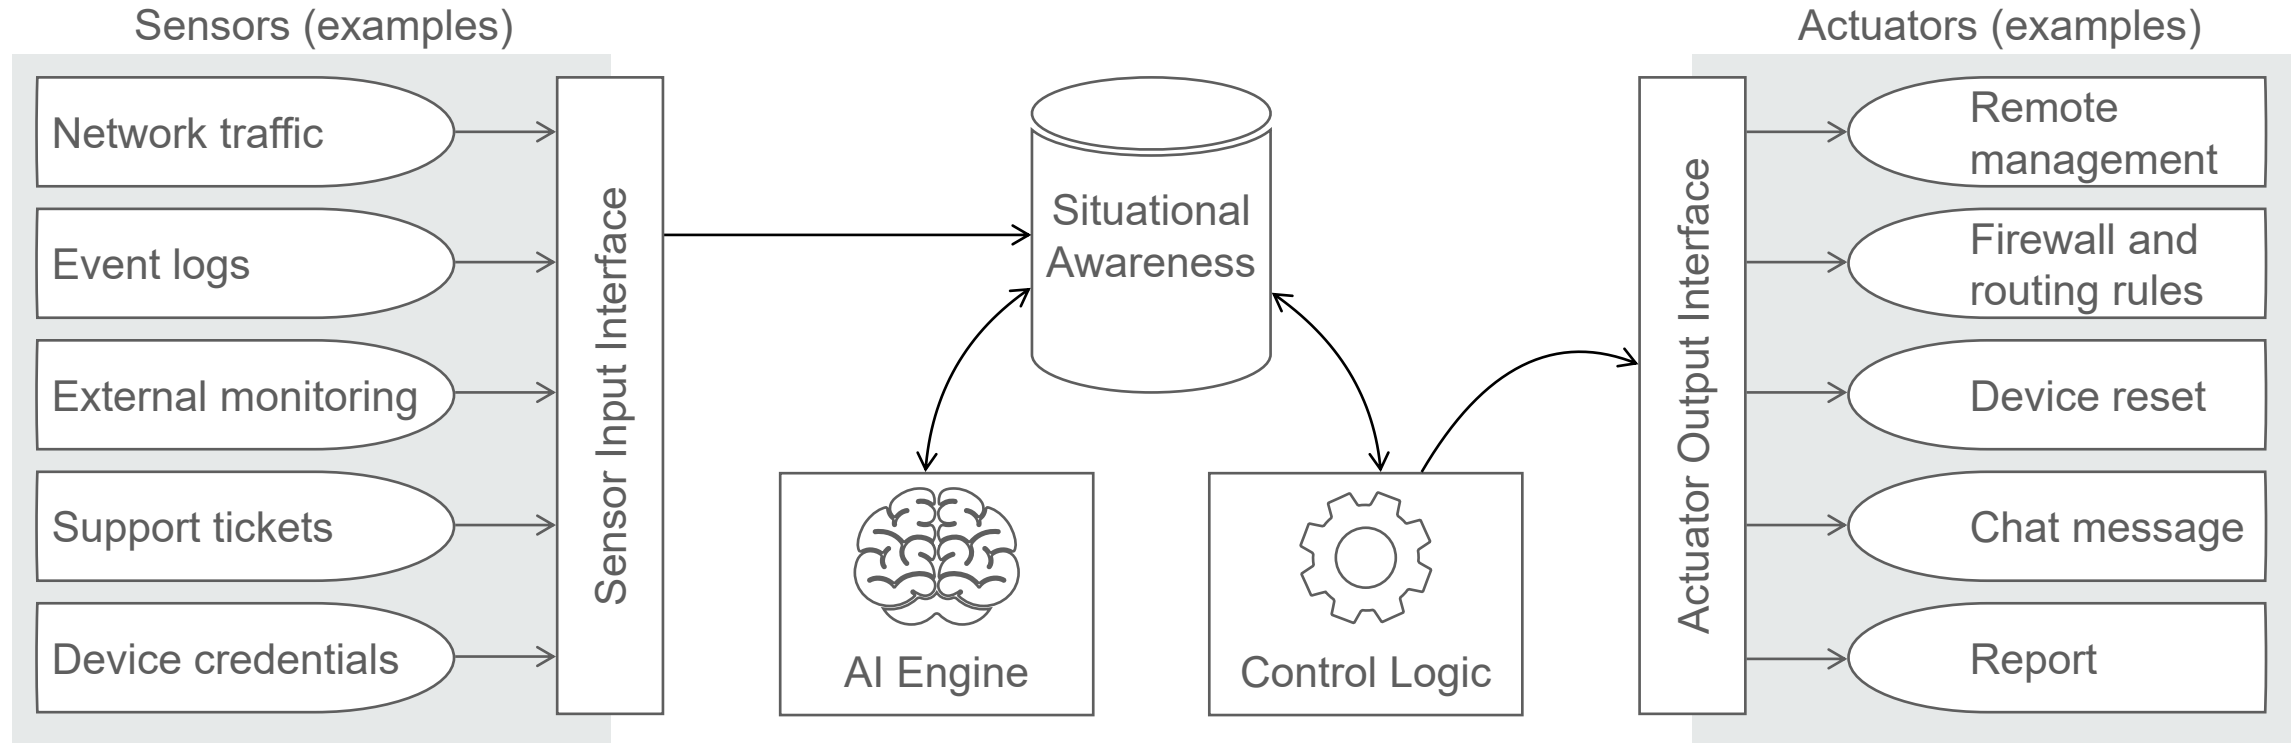 Sensors (examples)
Network traffic
Event logs
External monitoring
Support tickets
Device credentials
Sensor Input Interface
Situational
Awareness
AI Engine
Control Logic
Actuators (examples)
Actuator Output Interface
Remote
management
Firewall and
routing rules
Device reset
Chat message
Report